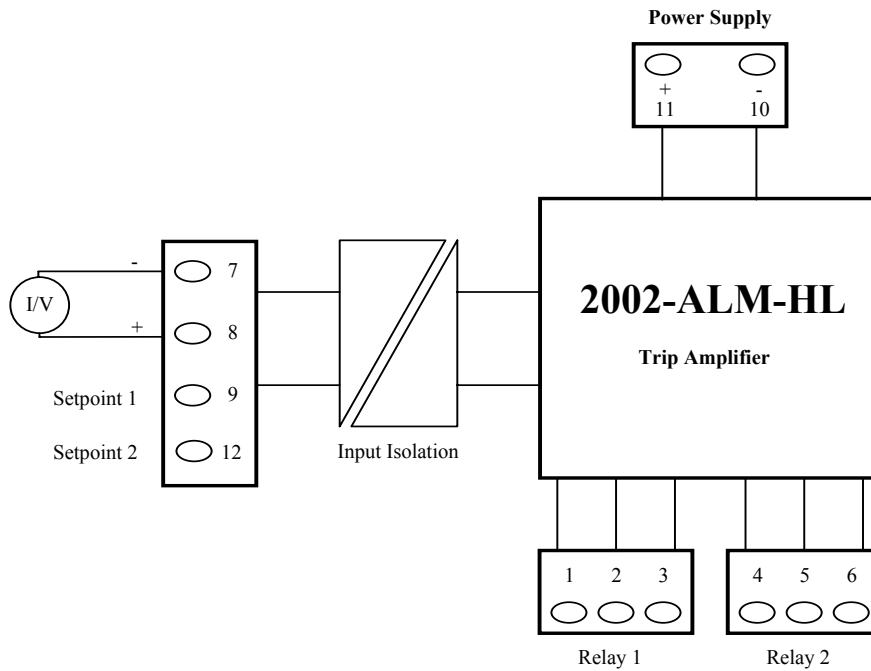 Power Supply
+ -
11 10
I/V
- 7
+ 8
Setpoint 1 9
Setpoint 2 12
Input Isolation
2002-ALM-HL
Trip Amplifier
1 2 3 4 5 6
Relay 1 Relay 2